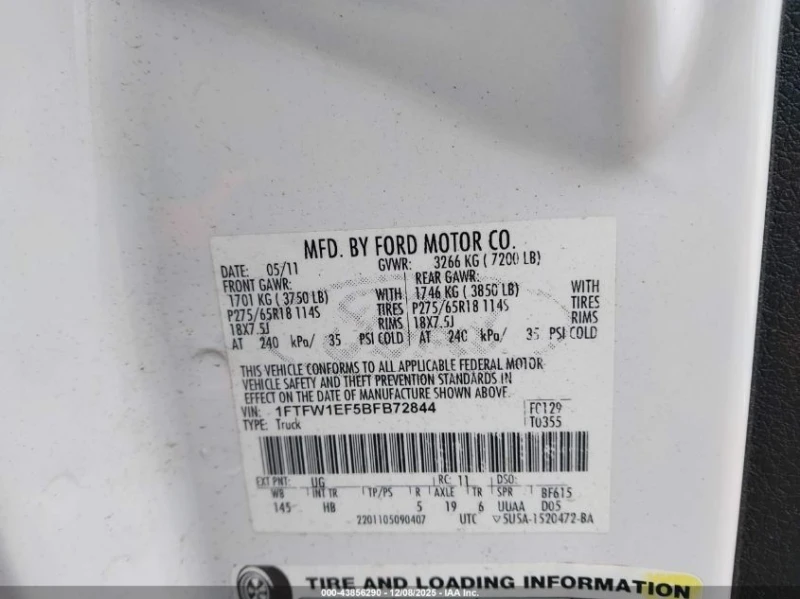 MFD. BY FORD MOTOR CO.
DATE: 05/11 GVWR: 3266 KG ( 7200 LB)
FRONT GAWR: REAR GAWR:
1701 KG ( 3750 LB) WITH 1746 KG ( 3850 LB) WITH
P275/65R18 114S TIRES P275/65R18 114S TIRES
18X7.5J RIMS 18X7.5J RIMS
AT 240 kPa/ 35 PSI COLD AT 240 kPa/ 35 PSI COLD
THIS VEHICLE CONFORMS TO ALL APPLICABLE FEDERAL MOTOR
VEHICLE SAFETY AND THEFT PREVENTION STANDARDS IN
EFFECT ON THE DATE OF MANUFACTURE SHOWN ABOVE.
VIN: 1FTFW1EF5BFB72844 FC129
TYPE: Truck T0355
EXT PNT: UG RC: 11 DSO:
WB INT TR TP/PS R AXLE TR SPR BF615
145 HB 5 19 6 UUAA D05
2201105090407 UTC ▽5U5A-1520472-BA
TIRE AND LOADING INFORMATION
000-43856290 - 12/08/2025 - IAA Inc.